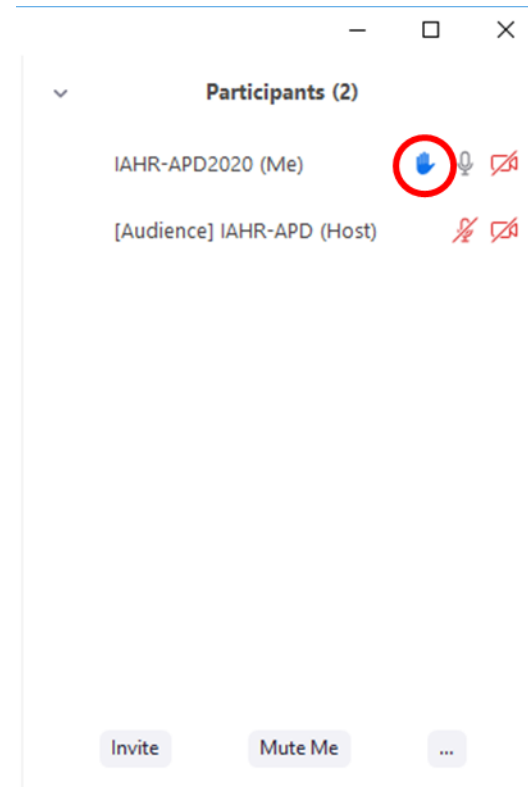 Participants (2)
IAHR-APD2020 (Me)
[Audience] IAHR-APD (Host)
Invite Mute Me ...